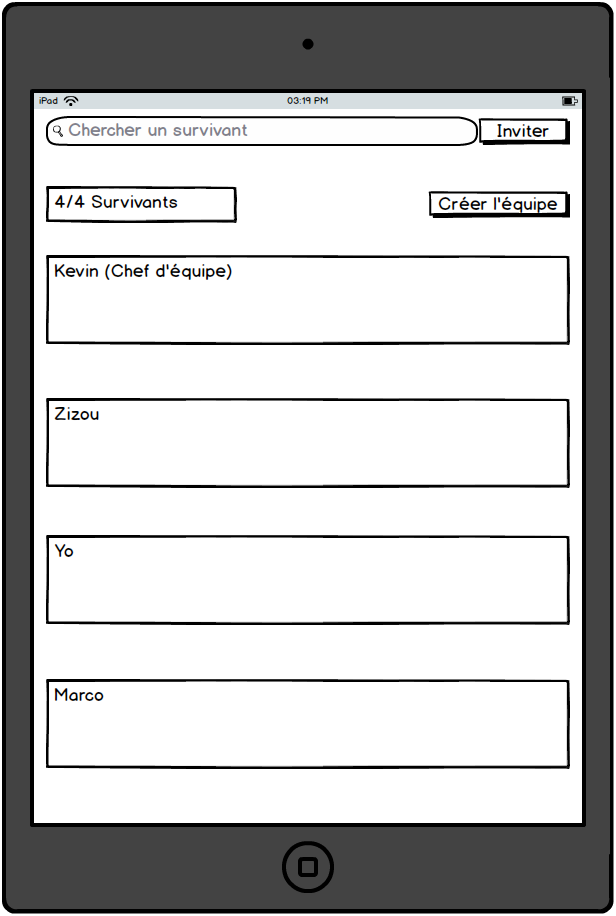 iPad 03:19 PM
Chercher un survivant Inviter
4/4 Survivants Créer l'équipe
Kevin (Chef d'équipe)
Zizou
Yo
Marco